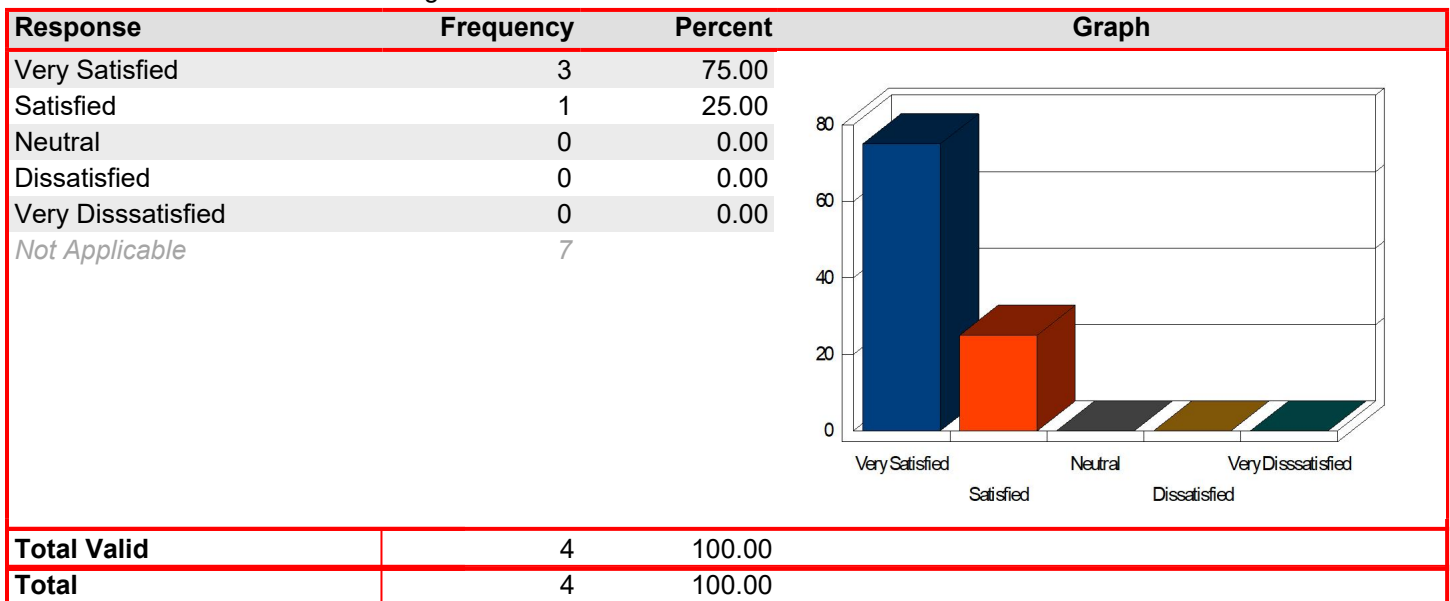 Response Frequency Percent Graph
Very Satisfied 3 75.00
Satisfied 1 25.00
Neutral 0 0.00
Dissatisfied 0 0.00
Very Disssatisfied 0 0.00
Not Applicable 7
80
60
40
20
0
Very Satisfied Neutral Very Disssatisfied
Satisfied Dissatisfied
Total Valid 4 100.00
Total 4 100.00